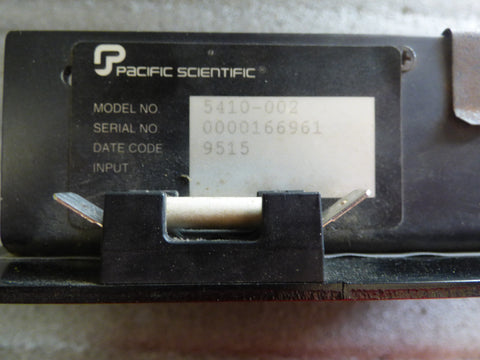 PACIFIC SCIENTIFIC®
MODEL NO. 5410-002
SERIAL NO. 0000166961
DATE CODE 9515
INPUT